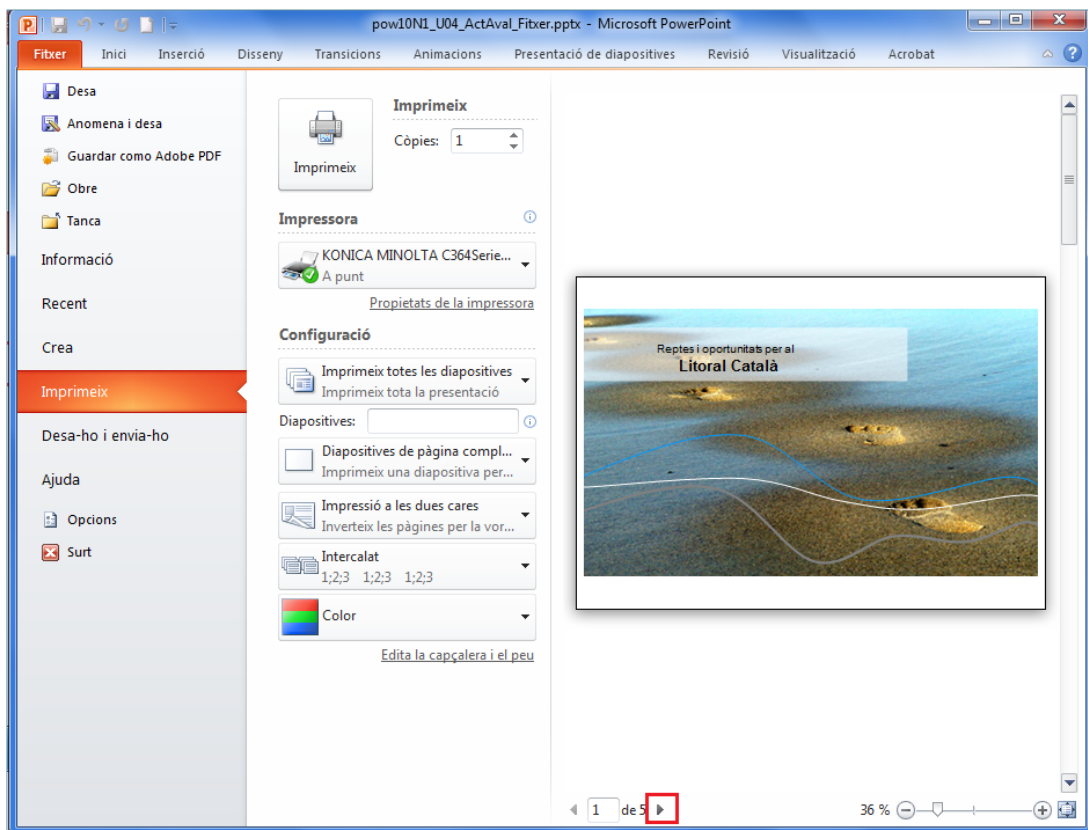 pow10N1_U04_ActAval_Fitxer.pptx - Microsoft PowerPoint
Fitxer Inici Inserció Disseny Transicions Animacions Presentació de diapositives Revisió Visualització Acrobat
Desa
Anomena i desa
Guardar como Adobe PDF
Obre
Tanca
Informació
Recent
Crea
Imprimeix
Desa-ho i envia-ho
Ajuda
Opcions
Surt
Imprimeix
Imprimeix
Còpies: 1
Impressora
KONICA MINOLTA C364Serie...
A punt
Propietats de la impressora
Configuració
Imprimeix totes les diapositives
Imprimeix tota la presentació
Diapositives:
Diapositives de pàgina compl...
Imprimeix una diapositiva per...
Impressió a les dues cares
Inverteix les pàgines per la vor...
Intercalat
1;2;3 1;2;3 1;2;3
Color
Edita la capçalera i el peu
Reptes i oportunitats per al
Litoral Català
1 de 5
36 %